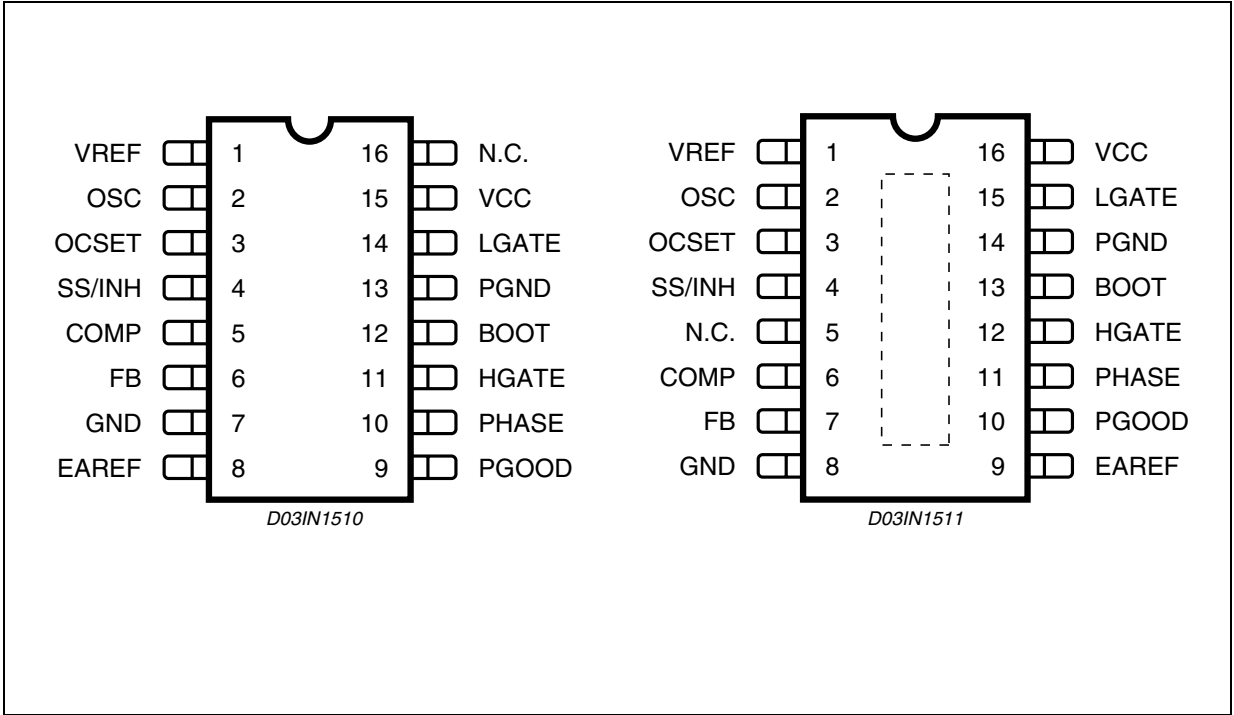 VREF 1 16 N.C.
OSC 2 15 VCC
OCSET 3 14 LGATE
SS/INH 4 13 PGND
COMP 5 12 BOOT
FB 6 11 HGATE
GND 7 10 PHASE
EAREF 8 9 PGOOD
D03IN1510
VREF 1 16 VCC
OSC 2 15 LGATE
OCSET 3 14 PGND
SS/INH 4 13 BOOT
N.C. 5 12 HGATE
COMP 6 11 PHASE
FB 7 10 PGOOD
GND 8 9 EAREF
D03IN1511